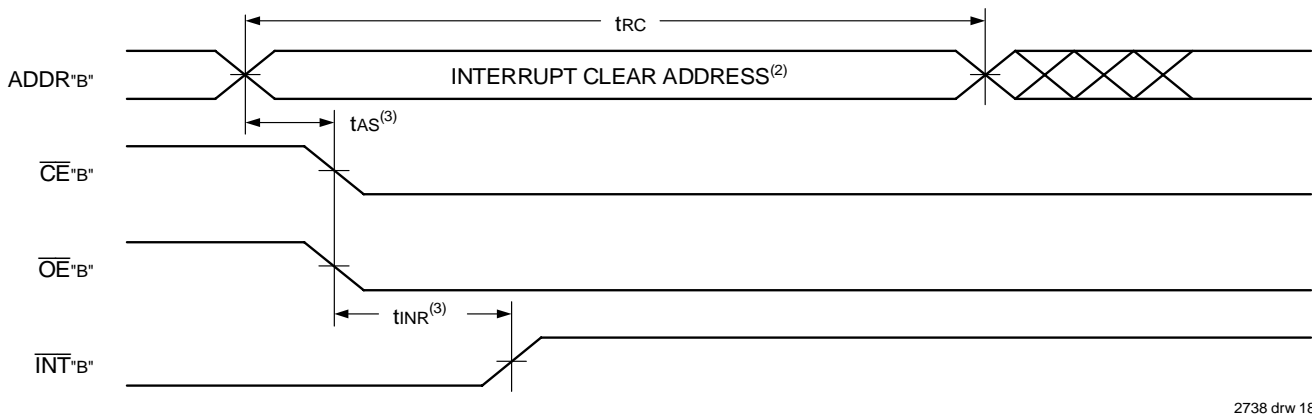 tRC
ADDR"B"
INTERRUPT CLEAR ADDRESS(2)
tAS(3)
CE"B"
OE"B"
tINR(3)
INT"B"
2738 drw 18